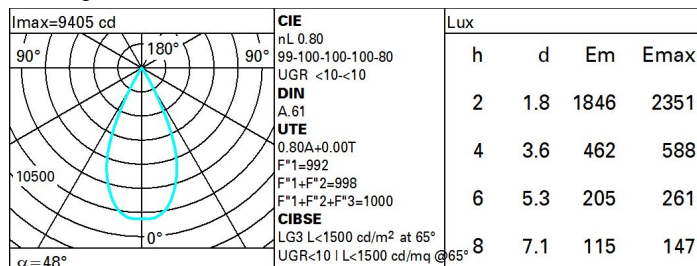 Imax=9405 cd
90°
180°
90°
10500
0°
α=48°
CIE
nL 0.80
99-100-100-100-80
UGR <10-<10
DIN
A.61
UTE
0.80A+0.00T
F"1=992
F"1+F"2=998
F"1+F"2+F"3=1000
CIBSE
LG3 L<1500 cd/m² at 65°
UGR<10 | L<1500 cd/mq @65°
Lux
h d Em Emax
2 1.8 1846 2351
4 3.6 462 588
6 5.3 205 261
8 7.1 115 147